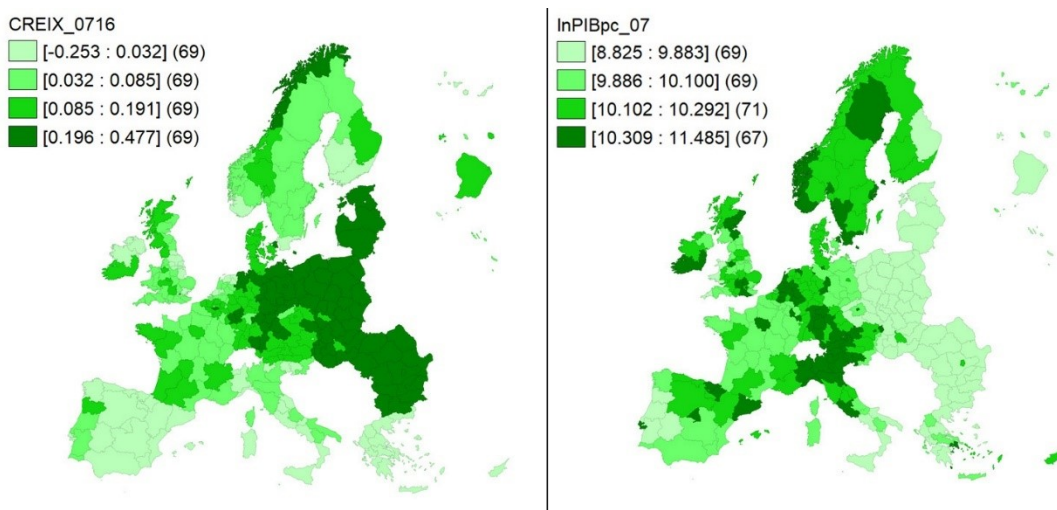 CREIX_0716
[-0.253 : 0.032] (69)
[0.032 : 0.085] (69)
[0.085 : 0.191] (69)
[0.196 : 0.477] (69)
lnPIBpc_07
[8.825 : 9.883] (69)
[9.886 : 10.100] (69)
[10.102 : 10.292] (71)
[10.309 : 11.485] (67)